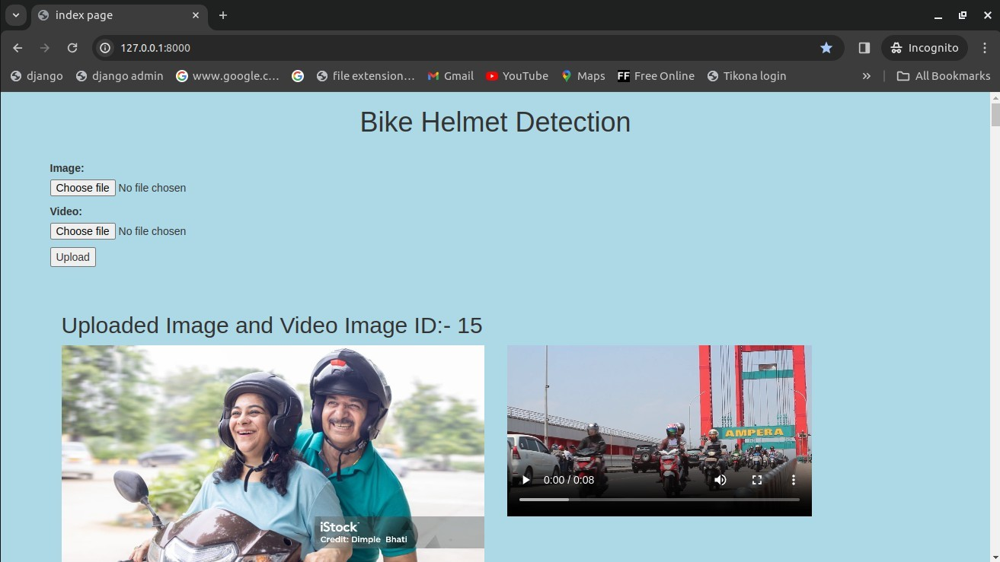 index page
127.0.0.1:8000
Incognito
django
django admin
www.google.c...
file extension...
Gmail
YouTube
Maps
FF Free Online
Tikona login
All Bookmarks
Bike Helmet Detection
Image:
Choose file No file chosen
Video:
Choose file No file chosen
Upload
Uploaded Image and Video Image ID:- 15
iStock
Credit: Dimple Bhati
AMPERA
0:00 / 0:08